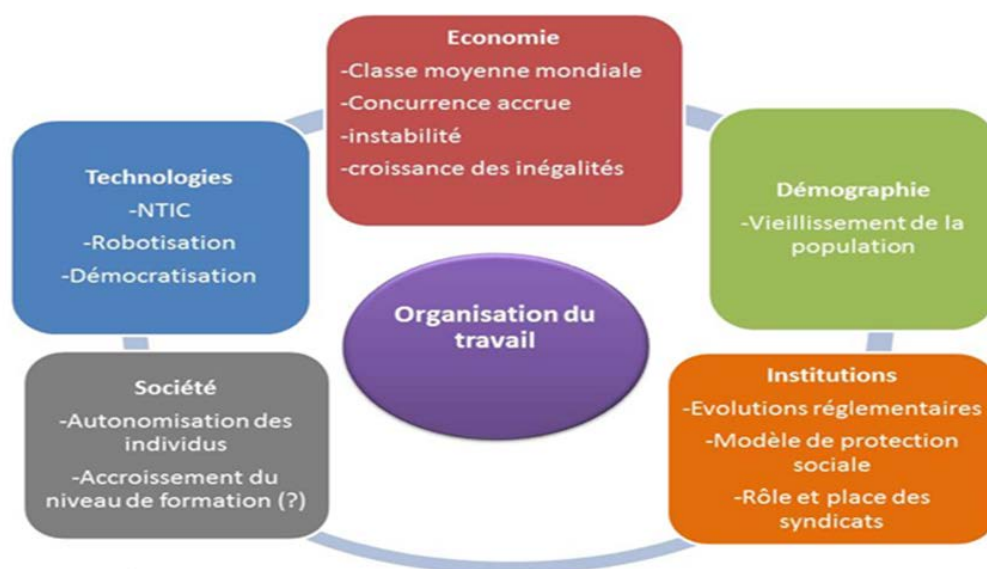 Economie
-Classe moyenne mondiale
-Concurrence accrue
-instabilité
-croissance des inégalités
Technologies
-NTIC
-Robotisation
-Démocratisation
Démographie
-Vieillissement de la
population
Organisation du
travail
Société
-Autonomisation des
individus
-Accroissement du
niveau de formation (?)
Institutions
-Evolutions réglementaires
-Modèle de protection
sociale
-Rôle et place des
syndicats